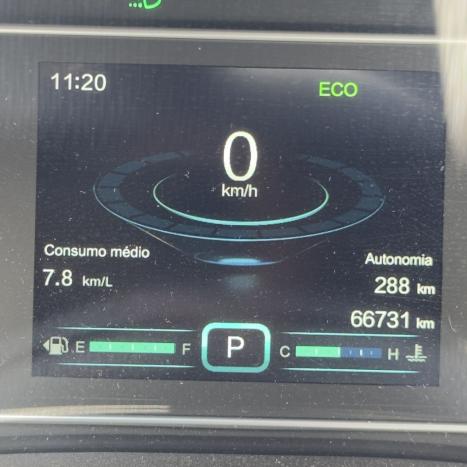 11:20
ECO
0
km/h
Consumo médio
7.8 km/L
Autonomia
288 km
66731 km
E F
P
C H